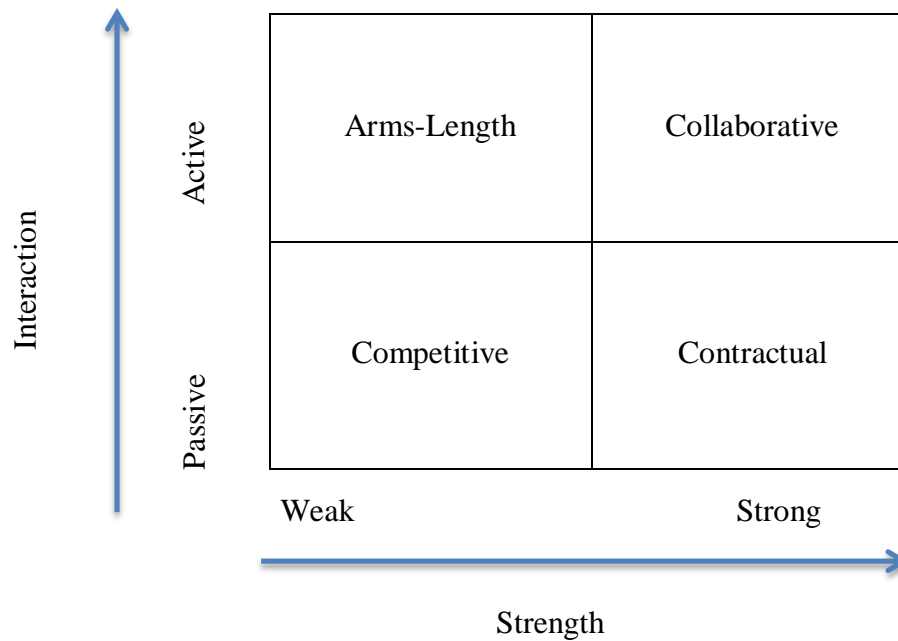 Interaction
Active
Arms-Length
Collaborative
Passive
Competitive
Contractual
Weak
Strong
Strength